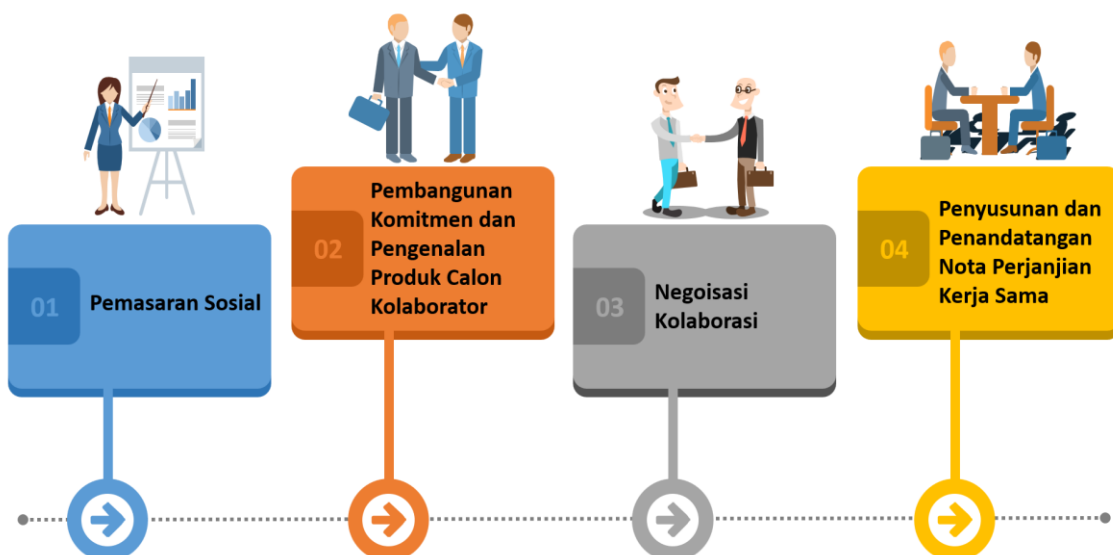 01
Pemasaran Sosial
02
Pembangunan
Komitmen dan
Pengenalan
Produk Calon
Kolaborator
03
Negoisasi
Kolaborasi
04
Penyusunan dan
Penandatangan
Nota Perjanjian
Kerja Sama